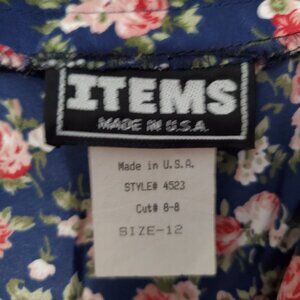 ITEMS
MADE IN U.S.A.
Made in U.S.A.
STYLE# 4523
Cut# 8-8
SIZE-12